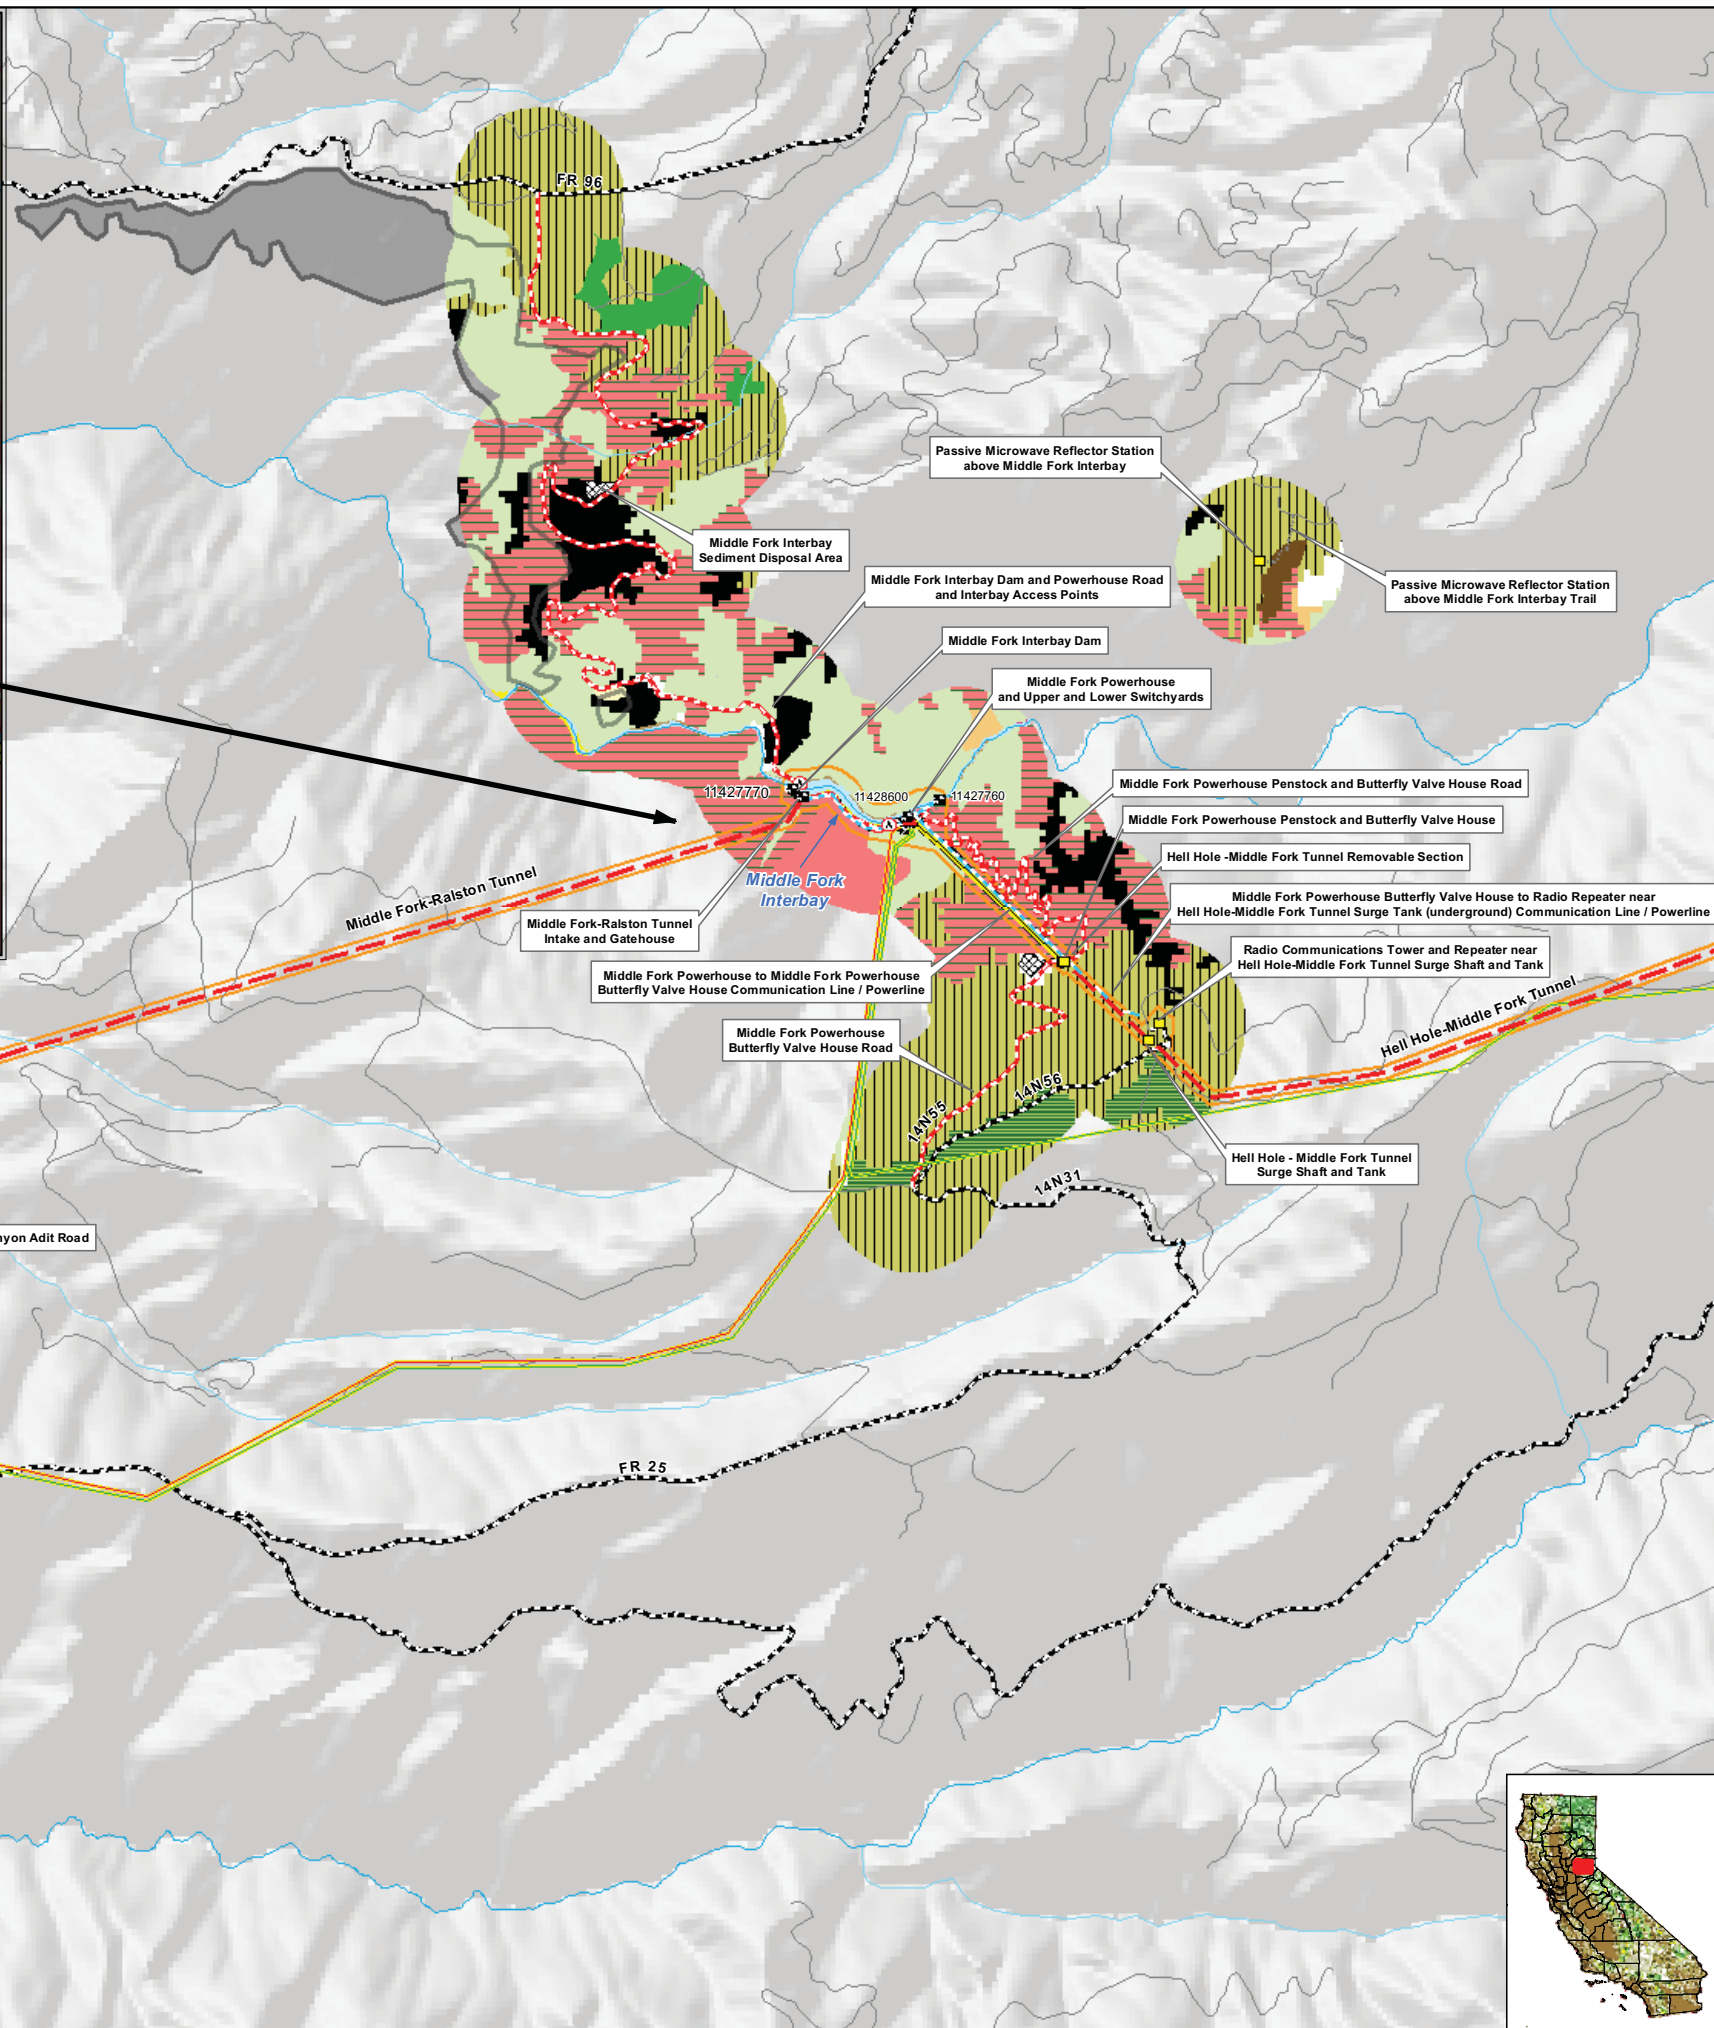 FR 96
Passive Microwave Reflector Station
above Middle Fork Interbay
Middle Fork Interbay
Sediment Disposal Area
Middle Fork Interbay Dam and Powerhouse Road
and Interbay Access Points
Passive Microwave Reflector Station
above Middle Fork Interbay Trail
Middle Fork Interbay Dam
Middle Fork Powerhouse
and Upper and Lower Switchyards
11427770
11428600
11427760
Middle Fork Powerhouse Penstock and Butterfly Valve House Road
Middle Fork Powerhouse Penstock and Butterfly Valve House
Hell Hole -Middle Fork Tunnel Removable Section
Middle Fork
Interbay
Middle Fork-Ralston Tunnel
Middle Fork Powerhouse Butterfly Valve House to Radio Repeater near
Hell Hole-Middle Fork Tunnel Surge Tank (underground) Communication Line / Powerline
Middle Fork-Ralston Tunnel
Intake and Gatehouse
Radio Communications Tower and Repeater near
Hell Hole-Middle Fork Tunnel Surge Shaft and Tank
Middle Fork Powerhouse to Middle Fork Powerhouse
Butterfly Valve House Communication Line / Powerline
Hell Hole-Middle Fork Tunnel
Middle Fork Powerhouse
Butterfly Valve House Road
14N56
14N55
Hell Hole - Middle Fork Tunnel
Surge Shaft and Tank
14N31
nyon Adit Road
FR 25